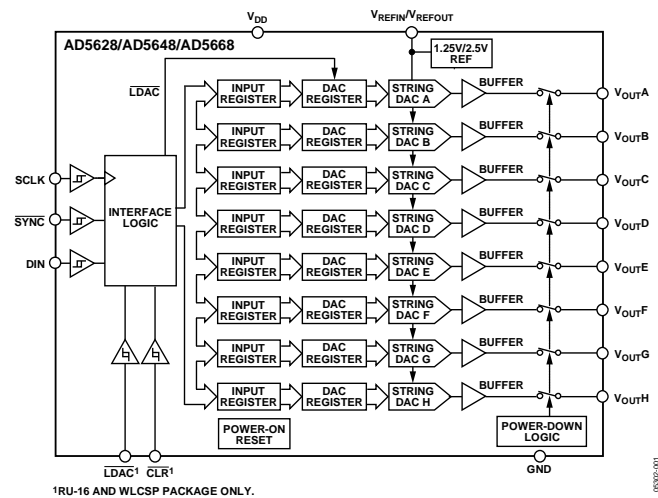 V_DD
V_REFIN/V_REFOUT
AD5628/AD5648/AD5668
1.25V/2.5V
REF
LDAC
INPUT
REGISTER
DAC
REGISTER
STRING
DAC A
BUFFER
V_OUTA
INPUT
REGISTER
DAC
REGISTER
STRING
DAC B
BUFFER
V_OUTB
INPUT
REGISTER
DAC
REGISTER
STRING
DAC C
BUFFER
V_OUTC
SCLK
SYNC
DIN
INTERFACE
LOGIC
INPUT
REGISTER
DAC
REGISTER
STRING
DAC D
BUFFER
V_OUTD
INPUT
REGISTER
DAC
REGISTER
STRING
DAC E
BUFFER
V_OUTE
INPUT
REGISTER
DAC
REGISTER
STRING
DAC F
BUFFER
V_OUTF
INPUT
REGISTER
DAC
REGISTER
STRING
DAC G
BUFFER
V_OUTG
INPUT
REGISTER
DAC
REGISTER
STRING
DAC H
BUFFER
V_OUTH
POWER-ON
RESET
POWER-DOWN
LOGIC
LDAC¹
CLR¹
GND
¹RU-16 AND WLCSP PACKAGE ONLY.
05302-001